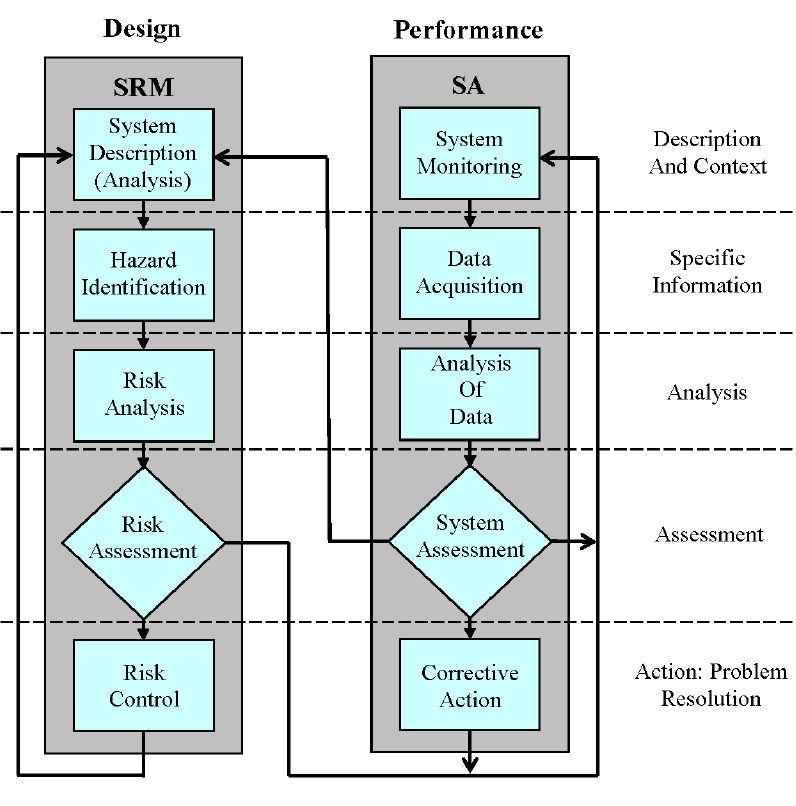 Design
Performance
SRM
SA
System
Description
(Analysis)
System
Monitoring
Description
And Context
Hazard
Identification
Data
Acquisition
Specific
Information
Risk
Analysis
Analysis
Of
Data
Analysis
Risk
Assessment
System
Assessment
Assessment
Risk
Control
Corrective
Action
Action: Problem
Resolution